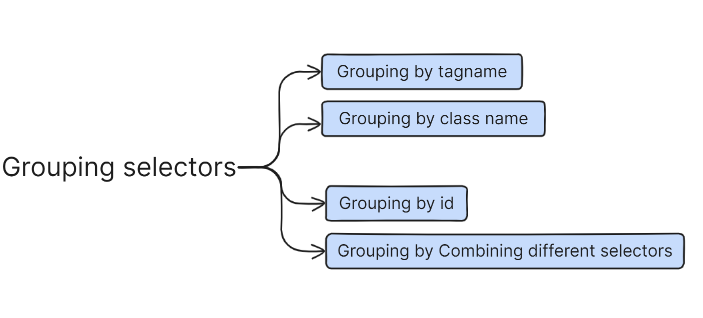 Grouping by tagname
Grouping by class name
Grouping selectors
Grouping by id
Grouping by Combining different selectors